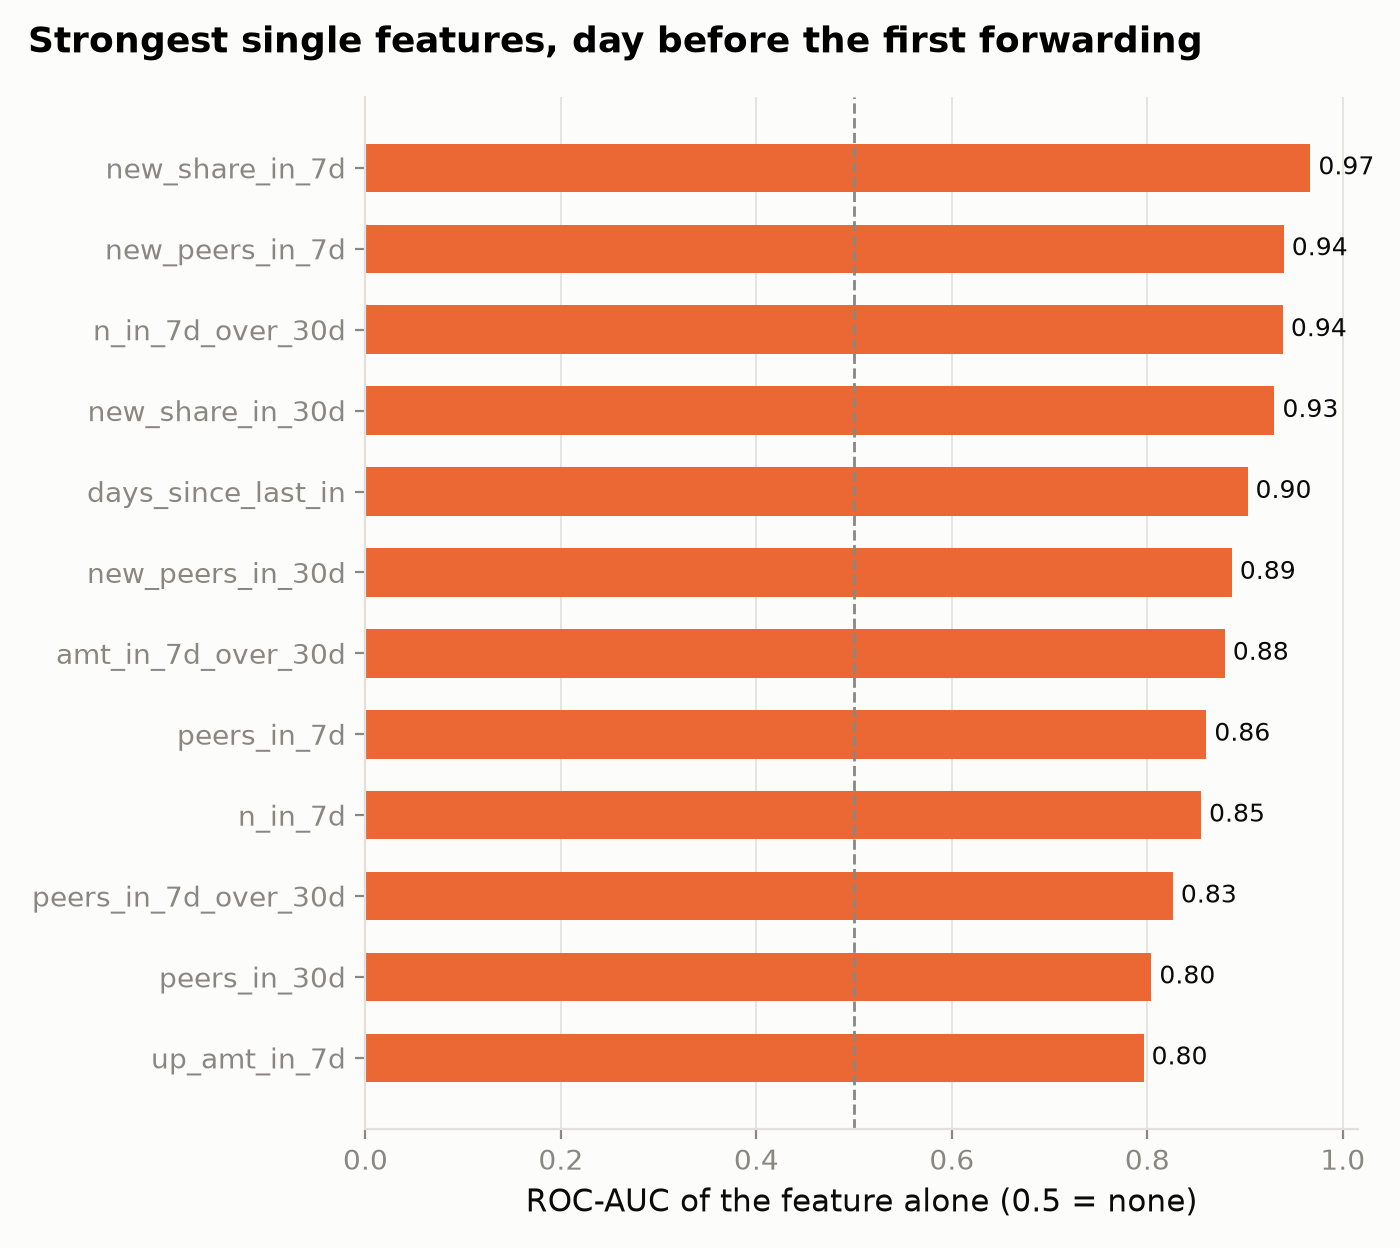 Strongest single features, day before the first forwarding
new_share_in_7d 0.97
new_peers_in_7d 0.94
n_in_7d_over_30d 0.94
new_share_in_30d 0.93
days_since_last_in 0.90
new_peers_in_30d 0.89
amt_in_7d_over_30d 0.88
peers_in_7d 0.86
n_in_7d 0.85
peers_in_7d_over_30d 0.83
peers_in_30d 0.80
up_amt_in_7d 0.80
0.0 0.2 0.4 0.6 0.8 1.0
ROC-AUC of the feature alone (0.5 = none)